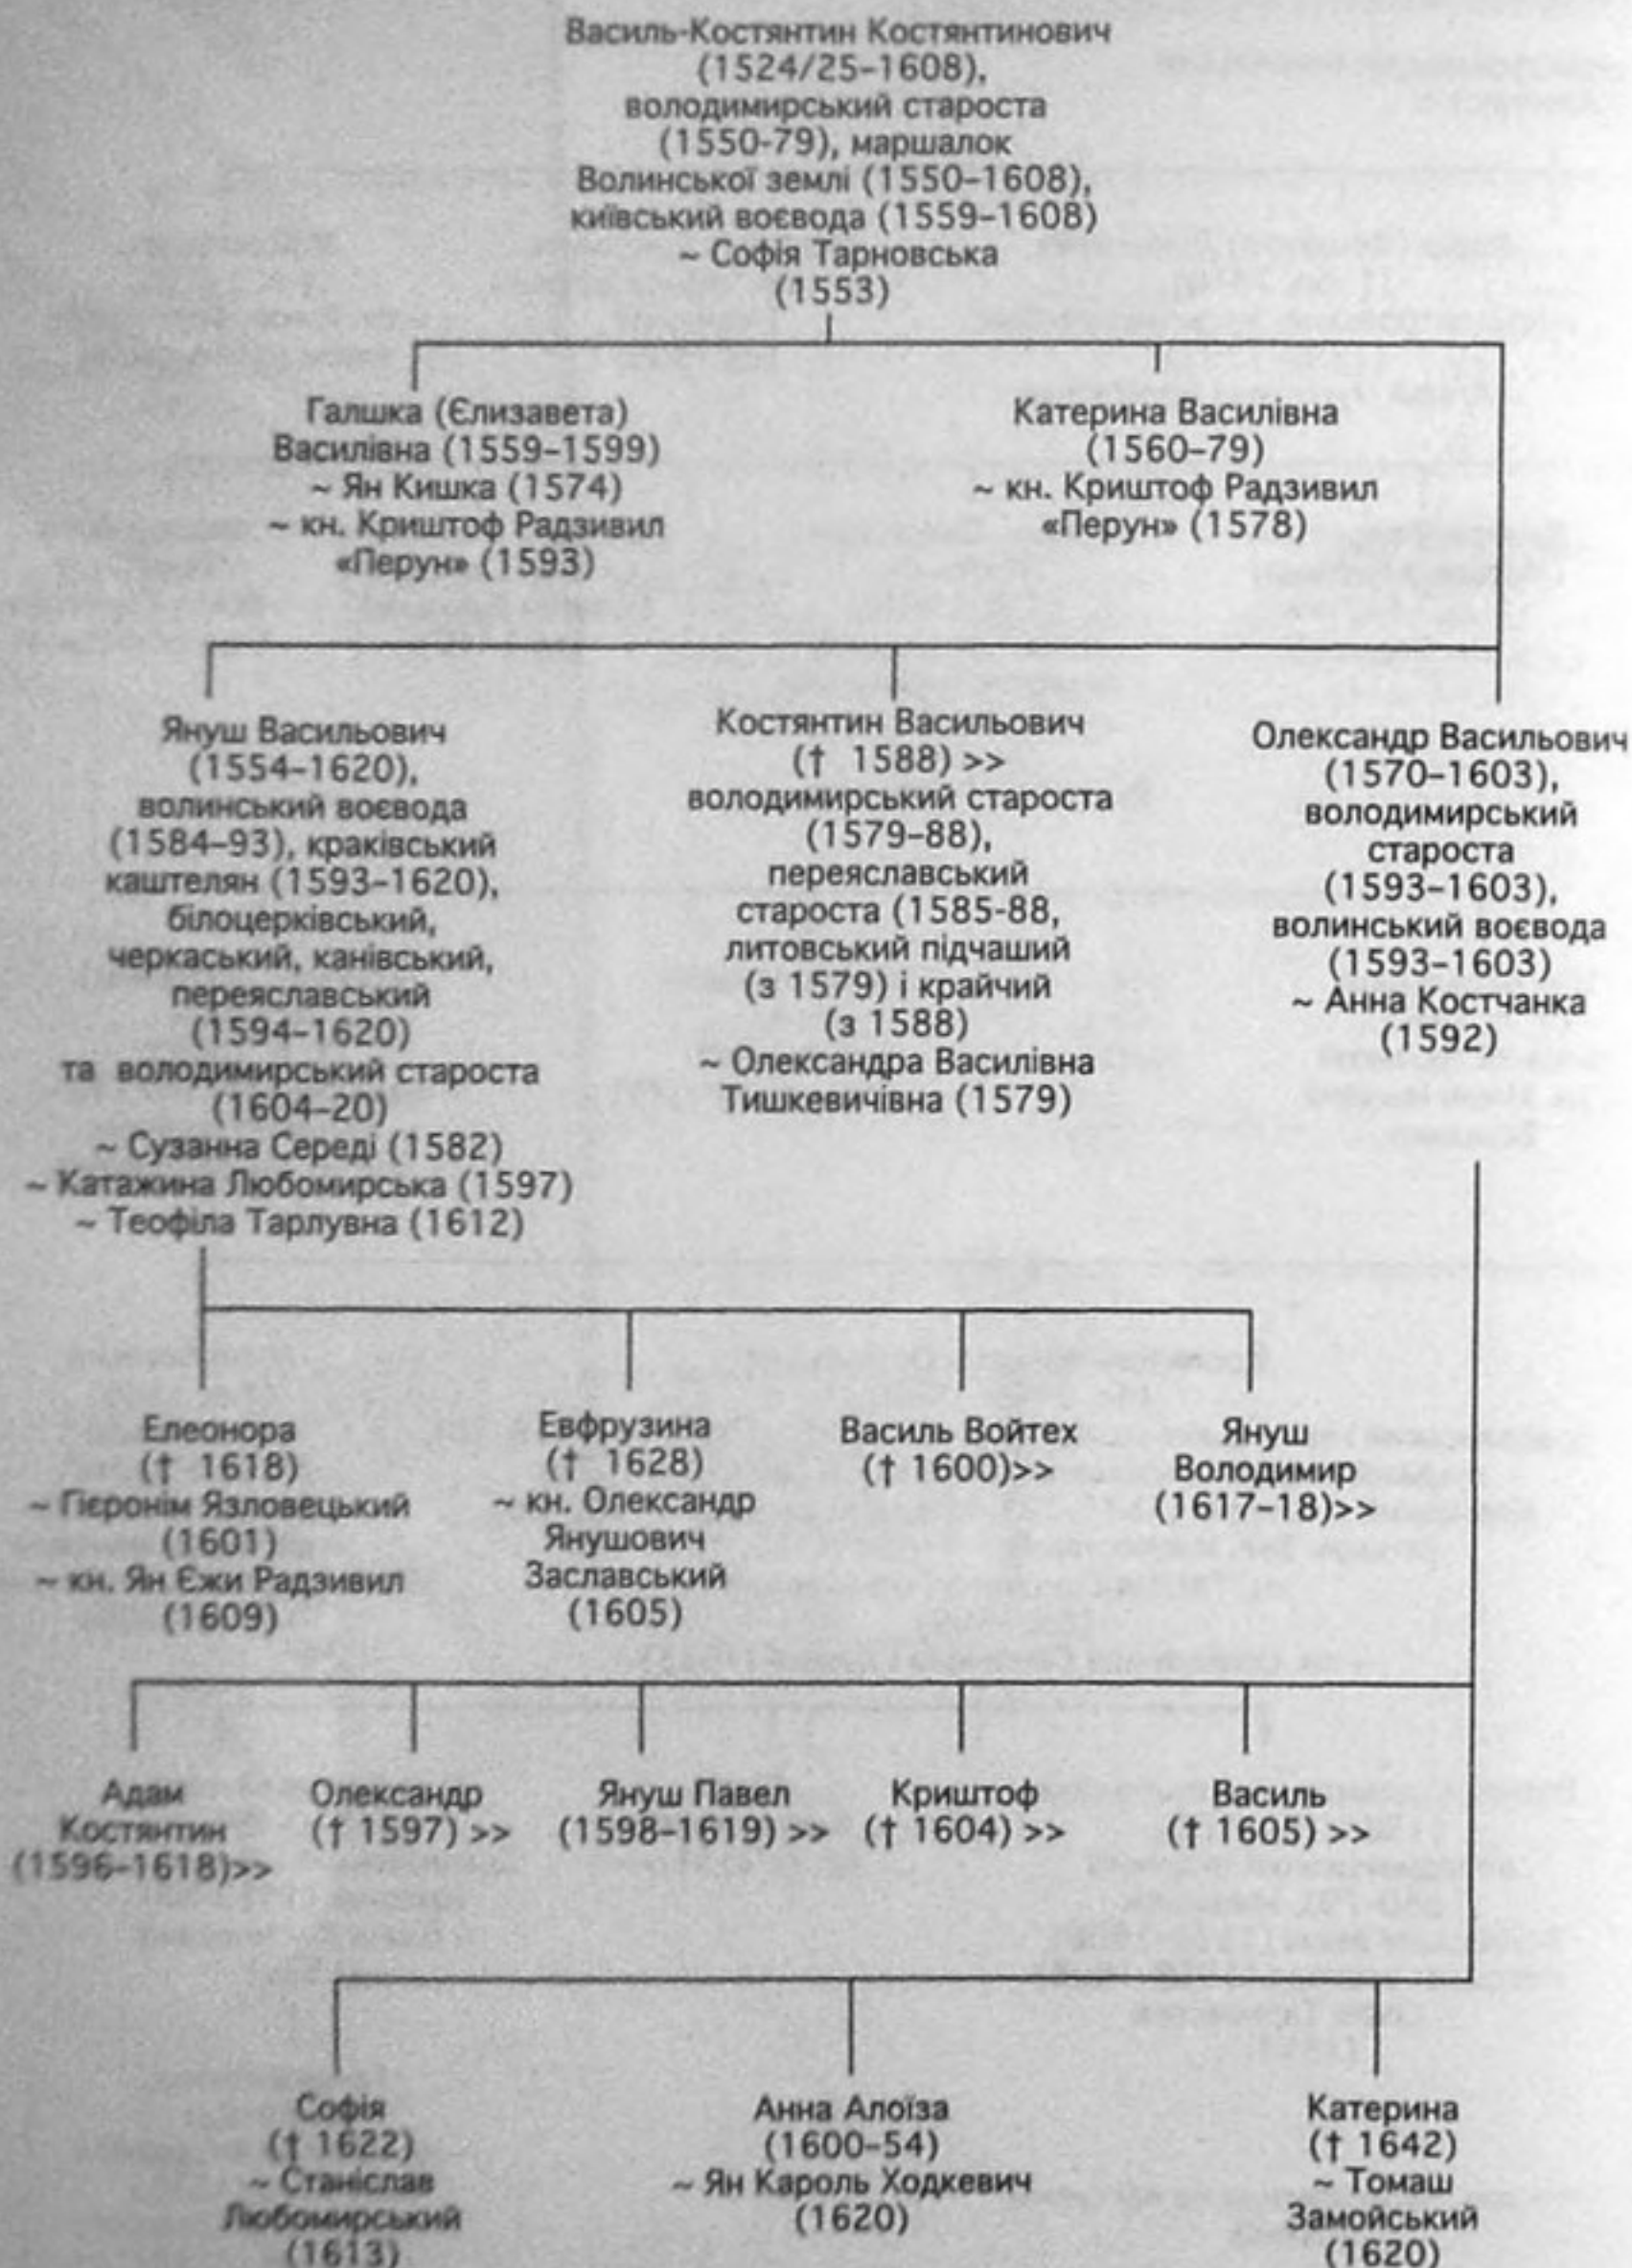 Василь-Костянтин Костянтинович
(1524/25–1608),
володимирський староста
(1550-79), маршалок
Волинської землі (1550–1608),
київський воєвода (1559–1608)
~ Софія Тарновська
(1553)
Галшка (Єлизавета)
Василівна (1559–1599)
~ Ян Кишка (1574)
~ кн. Криштоф Радзивил
«Перун» (1593)
Катерина Василівна
(1560–79)
~ кн. Криштоф Радзивил
«Перун» (1578)
Януш Васильович
(1554–1620),
волинський воєвода
(1584–93), краківський
каштелян (1593–1620),
білоцерківський,
черкаський, канівський,
переяславський
(1594–1620)
та володимирський староста
(1604–20)
~ Сузанна Середі (1582)
~ Катажина Любомирська (1597)
~ Теофіла Тарлувна (1612)
Костянтин Васильович
(† 1588) >>
володимирський староста
(1579–88),
переяславський
староста (1585-88,
литовський підчаший
(з 1579) і крайчий
(з 1588)
~ Олександра Василівна
Тишкевичівна (1579)
Олександр Васильович
(1570–1603),
володимирський
староста
(1593–1603),
волинський воєвода
(1593–1603)
~ Анна Костчанка
(1592)
Елеонора
(† 1618)
~ Гієронім Язловецький
(1601)
~ кн. Ян Єжи Радзивил
(1609)
Евфрузина
(† 1628)
~ кн. Олександр
Янушович
Заславський
(1605)
Василь Войтех
(† 1600)>>
Януш
Володимир
(1617–18)>>
Адам
Костянтин
(1596–1618)>>
Олександр
(† 1597) >>
Януш Павел
(1598–1619) >>
Криштоф
(† 1604) >>
Василь
(† 1605) >>
Софія
(† 1622)
~ Станіслав
Любомирський
(1613)
Анна Алоїза
(1600–54)
~ Ян Кароль Ходкевич
(1620)
Катерина
(† 1642)
~ Томаш
Замойський
(1620)